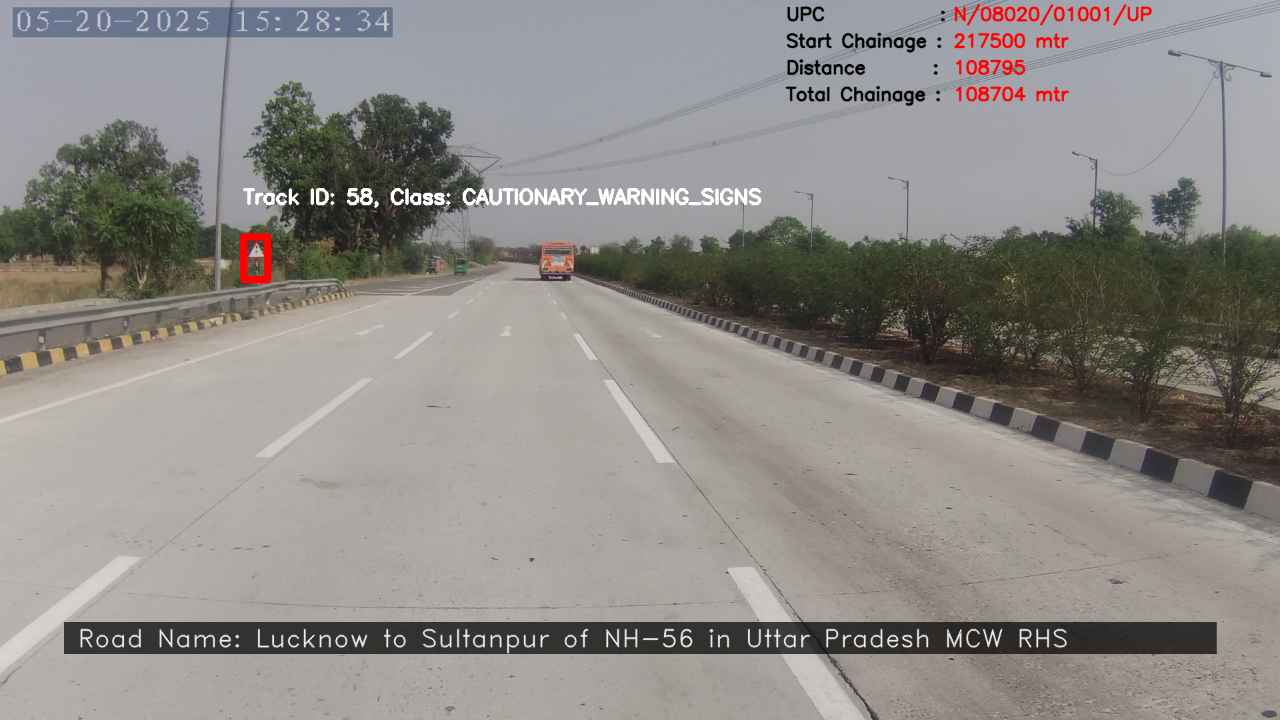 05-20-2025 15:28:34
UPC : N/08020/01001/UP
Start Chainage : 217500 mtr
Distance : 108795
Total Chainage : 108704 mtr
Track ID: 58, Class: CAUTIONARY_WARNING_SIGNS
Road Name: Lucknow to Sultanpur of NH-56 in Uttar Pradesh MCW RHS